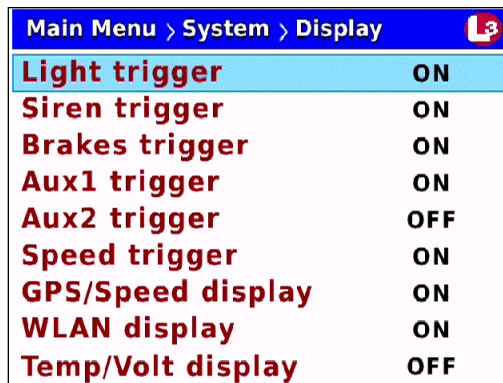 Main Menu > System > Display L3
Light trigger ON
Siren trigger ON
Brakes trigger ON
Aux1 trigger ON
Aux2 trigger OFF
Speed trigger ON
GPS/Speed display ON
WLAN display ON
Temp/Volt display OFF